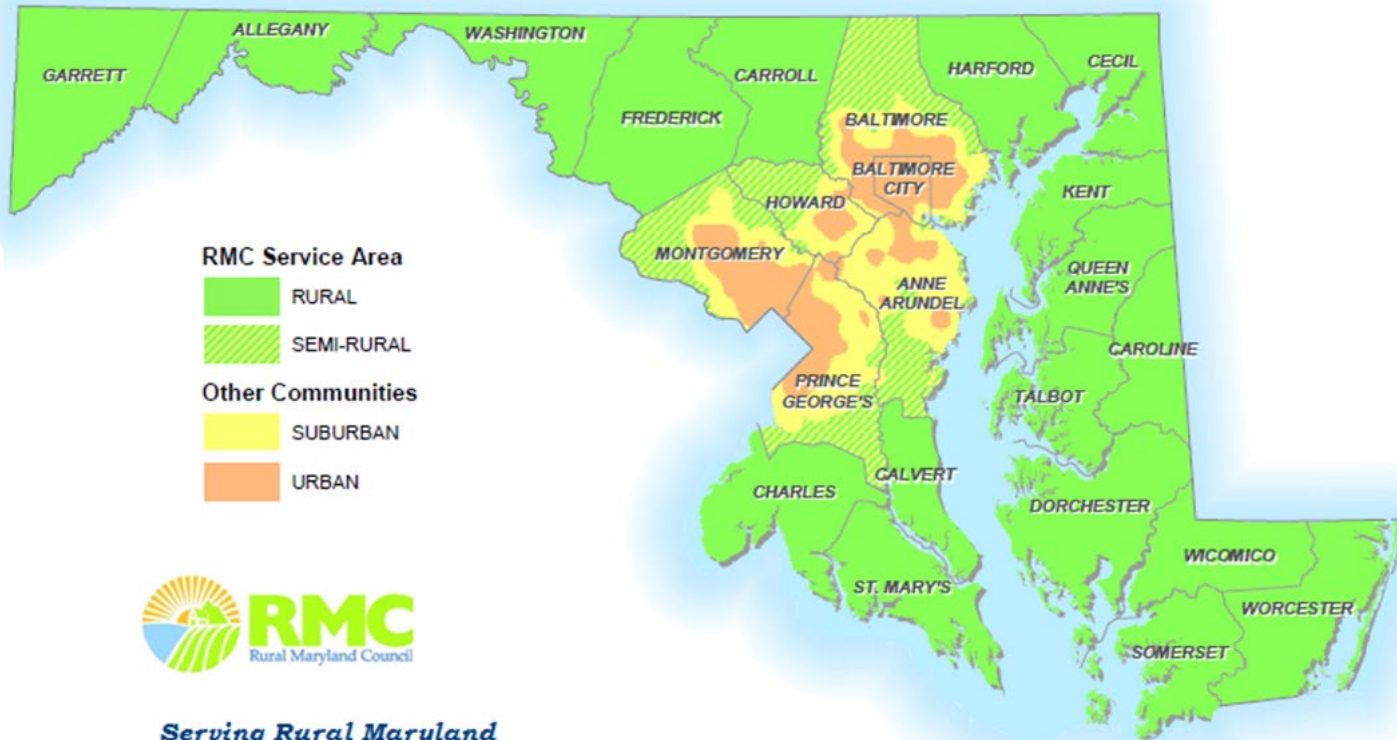 ALLEGANY
WASHINGTON
GARRETT
CARROLL
HARFORD
CECIL
FREDERICK
BALTIMORE
BALTIMORE
CITY
KENT
HOWARD
MONTGOMERY
QUEEN
ANNE'S
ANNE
ARUNDEL
CAROLINE
PRINCE
GEORGE'S
TALBOT
CALVERT
CHARLES
DORCHESTER
WICOMICO
ST. MARY'S
WORCESTER
SOMERSET
RMC Service Area
RURAL
SEMI-RURAL
Other Communities
SUBURBAN
URBAN
RMC
Rural Maryland Council
Serving Rural Maryland